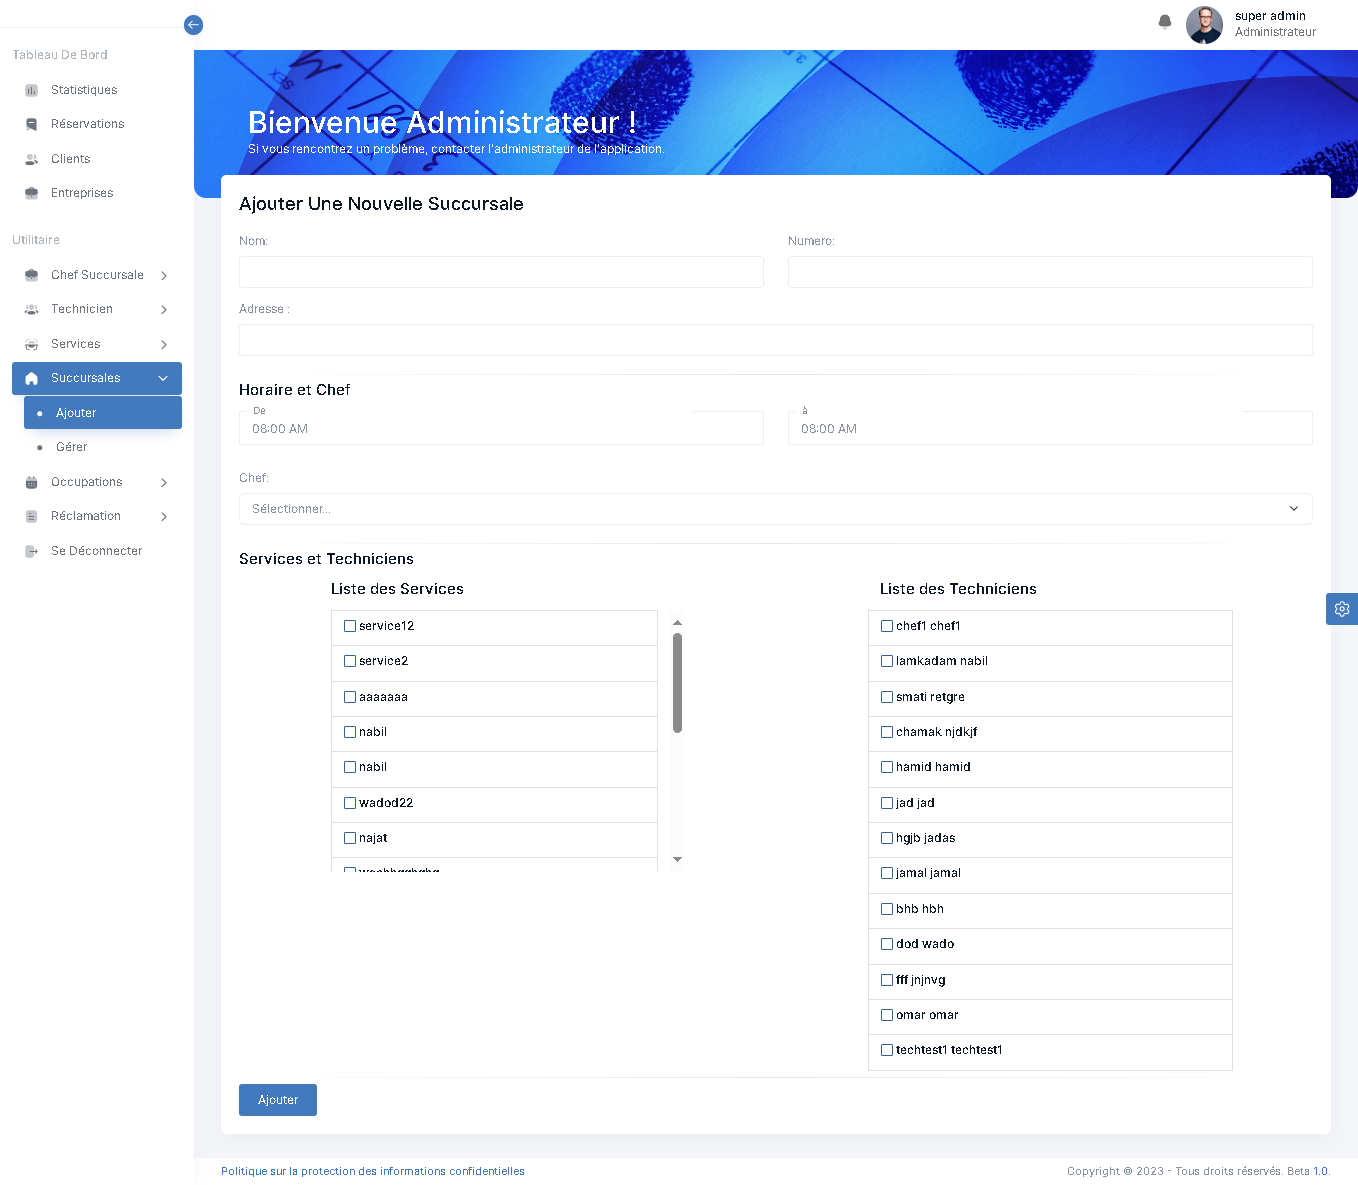 super admin
Administrateur
Tableau De Bord
Statistiques
Réservations
Clients
Entreprises
Utilitaire
Chef Succursale
Technicien
Services
Succursales
Ajouter
Gérer
Occupations
Réclamation
Se Déconnecter
Bienvenue Administrateur !
Si vous rencontrez un problème, contacter l'administrateur de l'application.
Ajouter Une Nouvelle Succursale
Nom:
Numero:
Adresse :
Horaire et Chef
De
08:00 AM
à
08:00 AM
Chef:
Sélectionner...
Services et Techniciens
Liste des Services
service12
service2
aaaaaaa
nabil
nabil
wadod22
najat
Liste des Techniciens
chef1 chef1
lamkadam nabil
smati retgre
chamak njdkjf
hamid hamid
jad jad
hgjb jadas
jamal jamal
bhb hbh
dod wado
fff jnjnvg
omar omar
techtest1 techtest1
Ajouter
Politique sur la protection des informations confidentielles
Copyright © 2023 - Tous droits réservés. Beta 1.0.